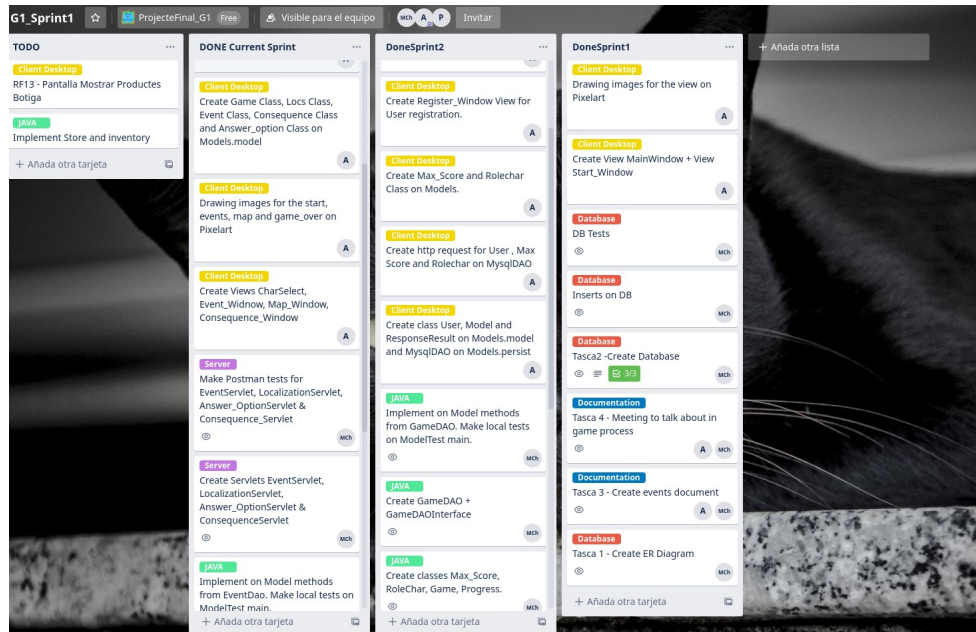 G1_Sprint1
ProjecteFinal_G1 Free
Visible para el equipo
MCh A P
Invitar
TODO
Client Desktop
RF13 - Pantalla Mostrar Productes
Botiga
JAVA
Implement Store and inventory
+ Añada otra tarjeta
DONE Current Sprint
Client Desktop
Create Game Class, Locs Class,
Event Class, Consequence Class
and Answer_option Class on
Models.model
A
Client Desktop
Drawing images for the start,
events, map and game_over on
Pixelart
A
Client Desktop
Create Views CharSelect,
Event_Widnow, Map_Window,
Consequence_Window
A
Server
Make Postman tests for
EventServlet, LocalizationServlet,
Answer_OptionServlet &
Consequence_Servlet
MCh
Server
Create Servlets EventServlet,
LocalizationServlet,
Answer_OptionServlet &
ConsequenceServlet
MCh
JAVA
Implement on Model methods
from EventDao. Make local tests on
ModelTest main.
+ Añada otra tarjeta
DoneSprint2
Client Desktop
Create Register_Window View for
User registration.
A
Client Desktop
Create Max_Score and Rolechar
Class on Models.
A
Client Desktop
Create http request for User , Max
Score and Rolechar on MysqlDAO
A
Client Desktop
Create class User, Model and
ResponseResult on Models.model
and MysqlDAO on Models.persist
A
JAVA
Implement on Model methods
from GameDAO. Make local tests
on ModelTest main.
MCh
JAVA
Create GameDAO +
GameDAOInterface
MCh
JAVA
Create classes Max_Score,
RoleChar, Game, Progress.
MCh
+ Añada otra tarjeta
DoneSprint1
Client Desktop
Drawing images for the view on
Pixelart
A
Client Desktop
Create View MainWindow + View
Start_Window
A
Database
DB Tests
MCh
Database
Inserts on DB
MCh
Database
Tasca2 -Create Database
3/3
MCh
Documentation
Tasca 4 - Meeting to talk about in
game process
A MCh
Documentation
Tasca 3 - Create events document
A MCh
Database
Tasca 1 - Create ER Diagram
MCh
+ Añada otra tarjeta
+ Añada otra lista